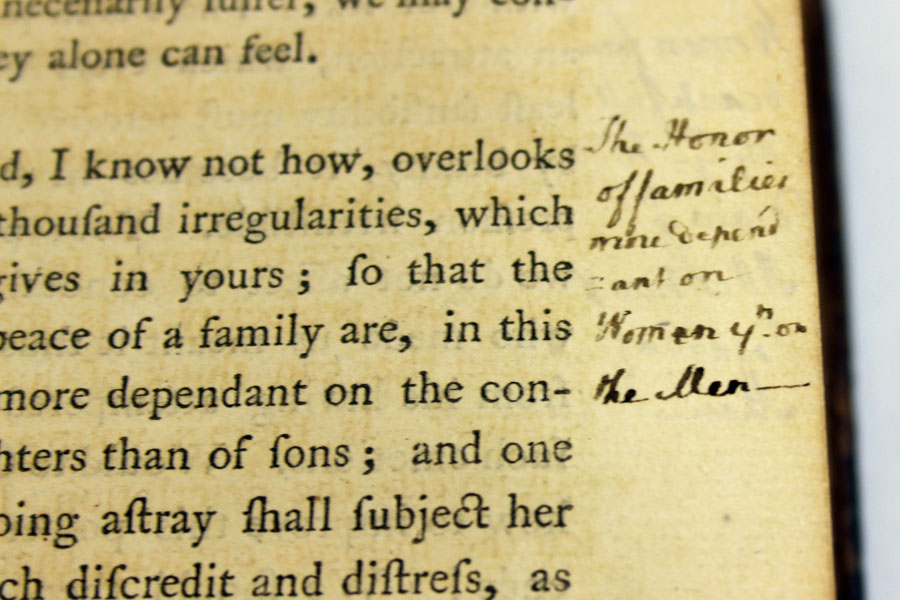 necessarily suffer, we may con-
ey alone can feel.
d, I know not how, overlooks
thouſand irregularities, which
gives in yours ; ſo that the
peace of a family are, in this
more dependant on the con-
hters than of ſons ; and one
oing aſtray ſhall ſubject her
ch diſcredit and diſtreſs, as
The Honor
of families
more depend
=ant on
Women yn. on
the Men—